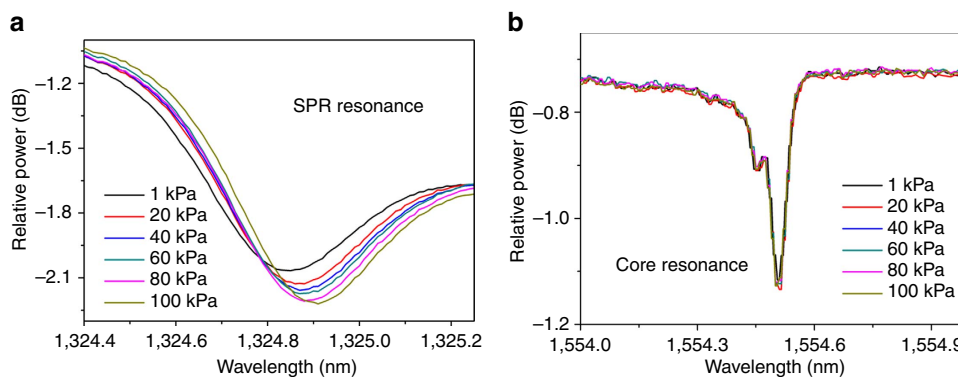 a
Relative power (dB)
−1.2
−1.5
−1.8
−2.1
SPR resonance
1 kPa
20 kPa
40 kPa
60 kPa
80 kPa
100 kPa
1,324.4
1,324.6
1,324.8
1,325.0
1,325.2
Wavelength (nm)
b
Relative power (dB)
−0.8
−1.0
−1.2
Core resonance
1 kPa
20 kPa
40 kPa
60 kPa
80 kPa
100 kPa
1,554.0
1,554.3
1,554.6
1,554.9
Wavelength (nm)